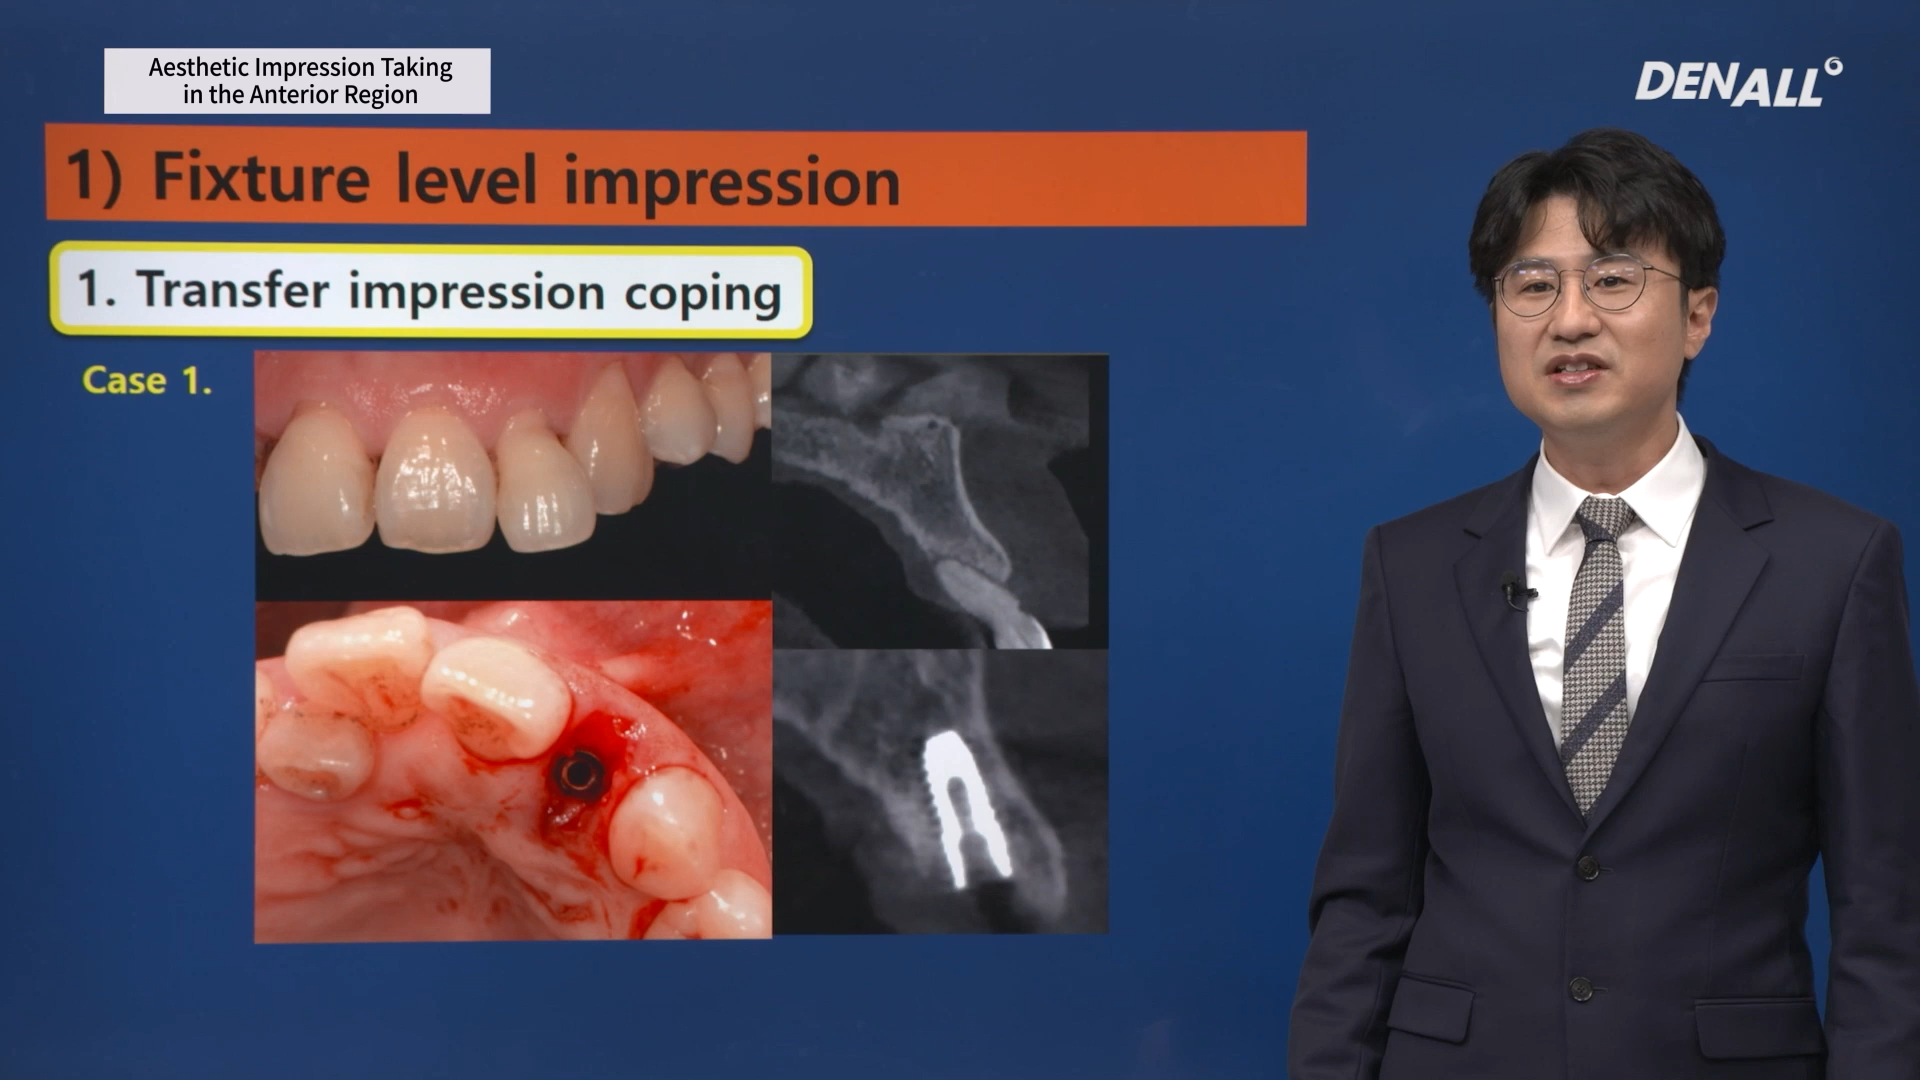 Aesthetic Impression Taking
in the Anterior Region
DENALL
1) Fixture level impression
1. Transfer impression coping
Case 1.